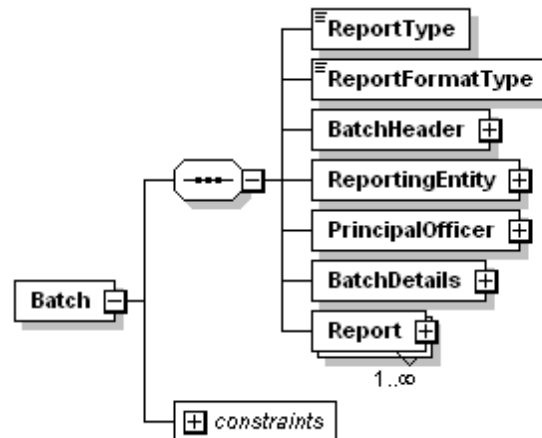 ReportType
ReportFormatType
BatchHeader
ReportingEntity
PrincipalOfficer
BatchDetails
Batch
Report
1..∞
constraints